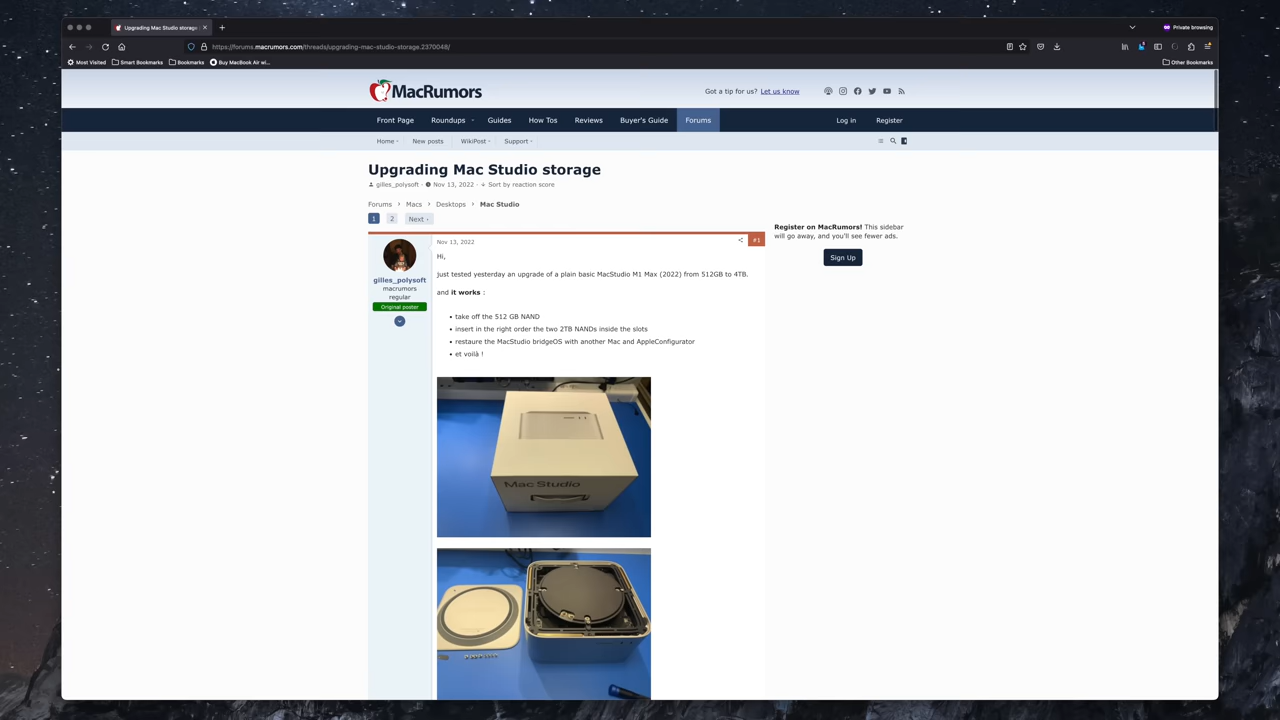 Upgrading Mac Studio storage
Private browsing
https://forums.macrumors.com/threads/upgrading-mac-studio-storage.2370048/
Most Visited
Smart Bookmarks
Bookmarks
Buy MacBook Air wi...
Other Bookmarks
MacRumors
Got a tip for us? Let us know
Front Page
Roundups
Guides
How Tos
Reviews
Buyer's Guide
Forums
Log in
Register
Home
New posts
WikiPost
Support
Upgrading Mac Studio storage
gilles_polysoft · Nov 13, 2022 · Sort by reaction score
Forums > Macs > Desktops > Mac Studio
1 2 Next
Register on MacRumors! This sidebar
will go away, and you'll see fewer ads.
Sign Up
Nov 13, 2022
#1
gilles_polysoft
macrumors
regular
Original poster
Hi,
just tested yesterday an upgrade of a plain basic MacStudio M1 Max (2022) from 512GB to 4TB.
and it works :
• take off the 512 GB NAND
• insert in the right order the two 2TB NANDs inside the slots
• restaure the MacStudio bridgeOS with another Mac and AppleConfigurator
• et voilà !
Mac Studio